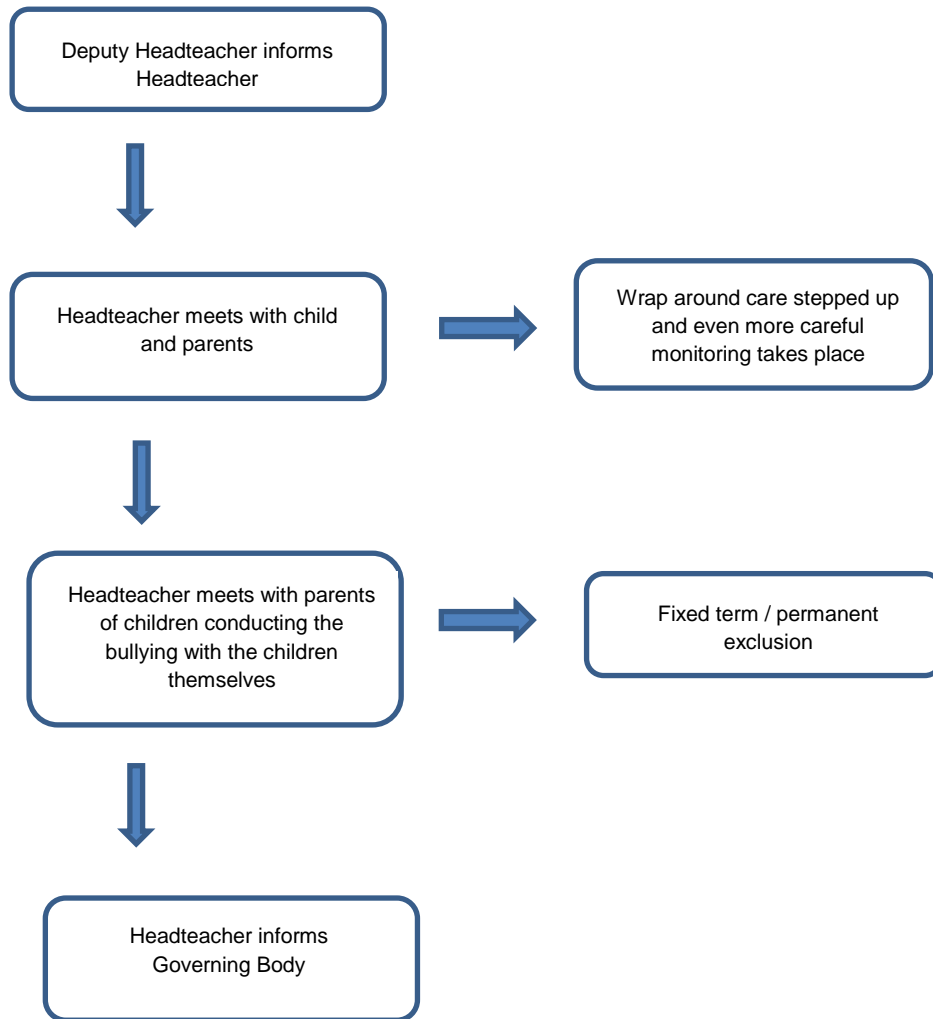 Deputy Headteacher informs
Headteacher
Headteacher meets with child
and parents
Wrap around care stepped up
and even more careful
monitoring takes place
Headteacher meets with parents
of children conducting the
bullying with the children
themselves
Fixed term / permanent
exclusion
Headteacher informs
Governing Body